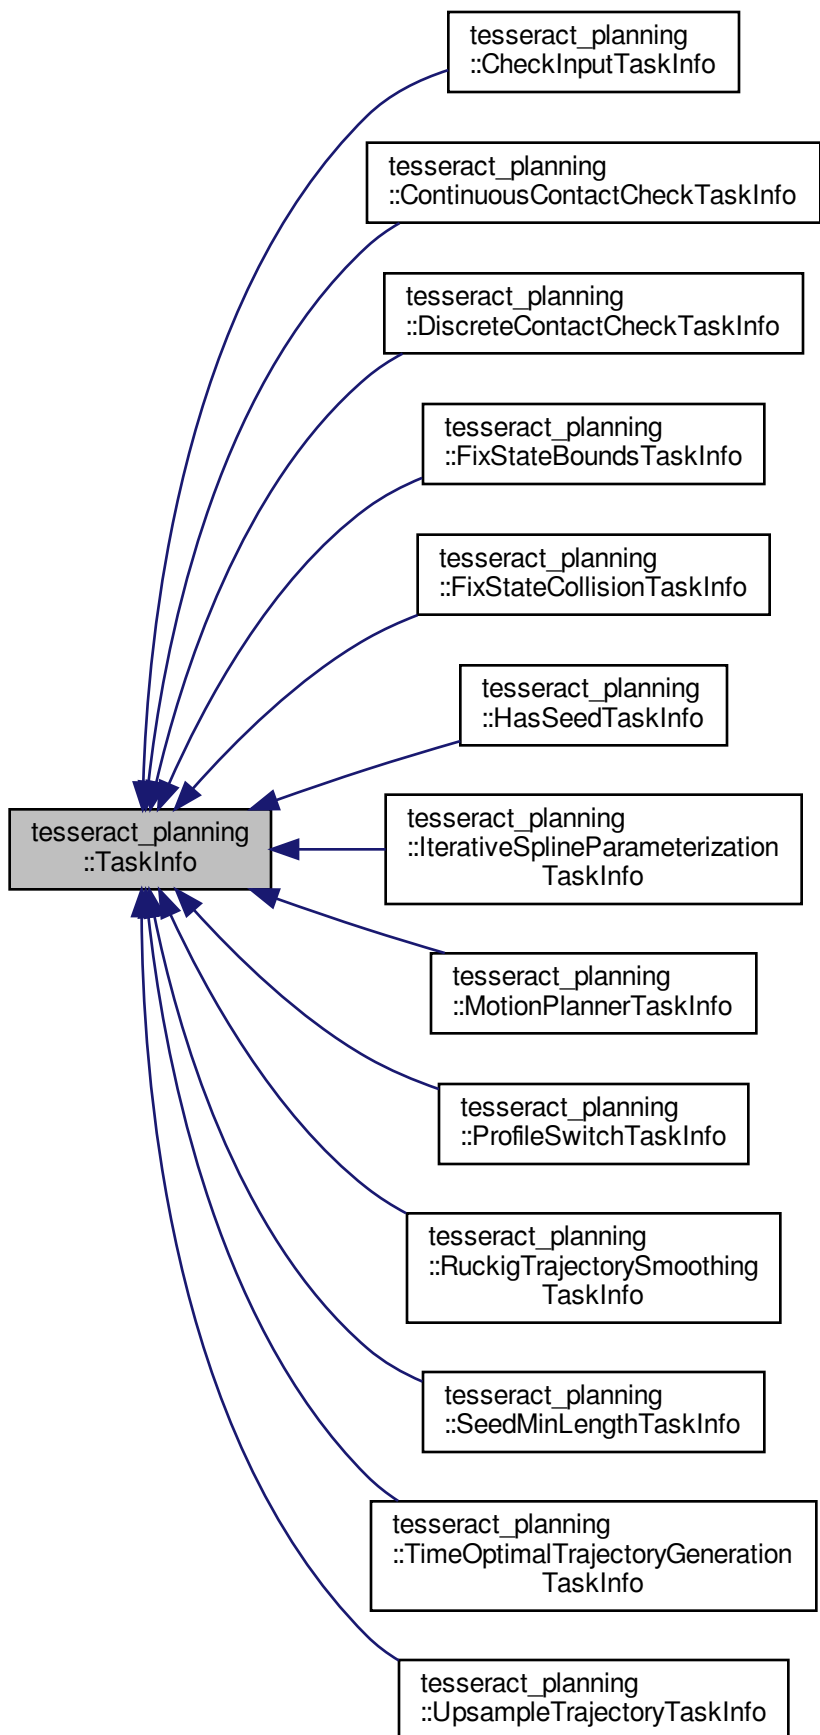 tesseract_planning
::CheckInputTaskInfo
tesseract_planning
::ContinuousContactCheckTaskInfo
tesseract_planning
::DiscreteContactCheckTaskInfo
tesseract_planning
::FixStateBoundsTaskInfo
tesseract_planning
::FixStateCollisionTaskInfo
tesseract_planning
::HasSeedTaskInfo
tesseract_planning
::TaskInfo
tesseract_planning
::IterativeSplineParameterization
TaskInfo
tesseract_planning
::MotionPlannerTaskInfo
tesseract_planning
::ProfileSwitchTaskInfo
tesseract_planning
::RuckigTrajectorySmoothing
TaskInfo
tesseract_planning
::SeedMinLengthTaskInfo
tesseract_planning
::TimeOptimalTrajectoryGeneration
TaskInfo
tesseract_planning
::UpsampleTrajectoryTaskInfo